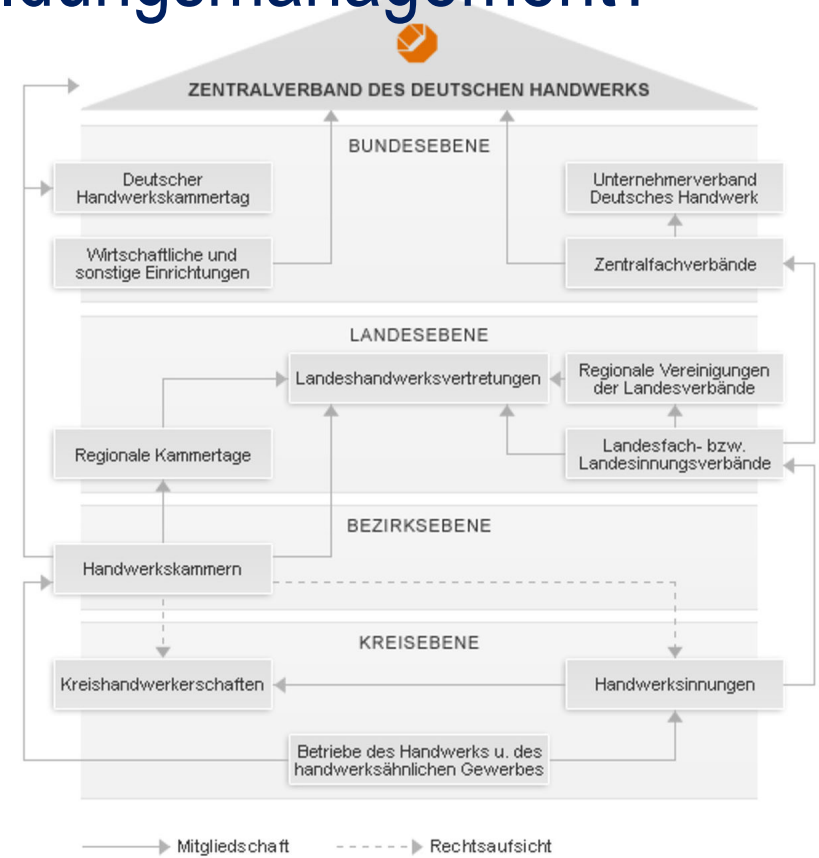 ZENTRALVERBAND DES DEUTSCHEN HANDWERKS
BUNDESEBENE
Deutscher
Handwerkskammertag
Unternehmerverband
Deutsches Handwerk
Wirtschaftliche und
sonstige Einrichtungen
Zentralfachverbände
LANDESEBENE
Landeshandwerksvertretungen
Regionale Vereinigungen
der Landesverbände
Regionale Kammertage
Landesfach- bzw.
Landesinnungsverbände
BEZIRKSEBENE
Handwerkskammern
KREISEBENE
Kreishandwerkerschaften
Handwerksinnungen
Betriebe des Handwerks u. des
handwerksähnlichen Gewerbes
Mitgliedschaft
Rechtsaufsicht